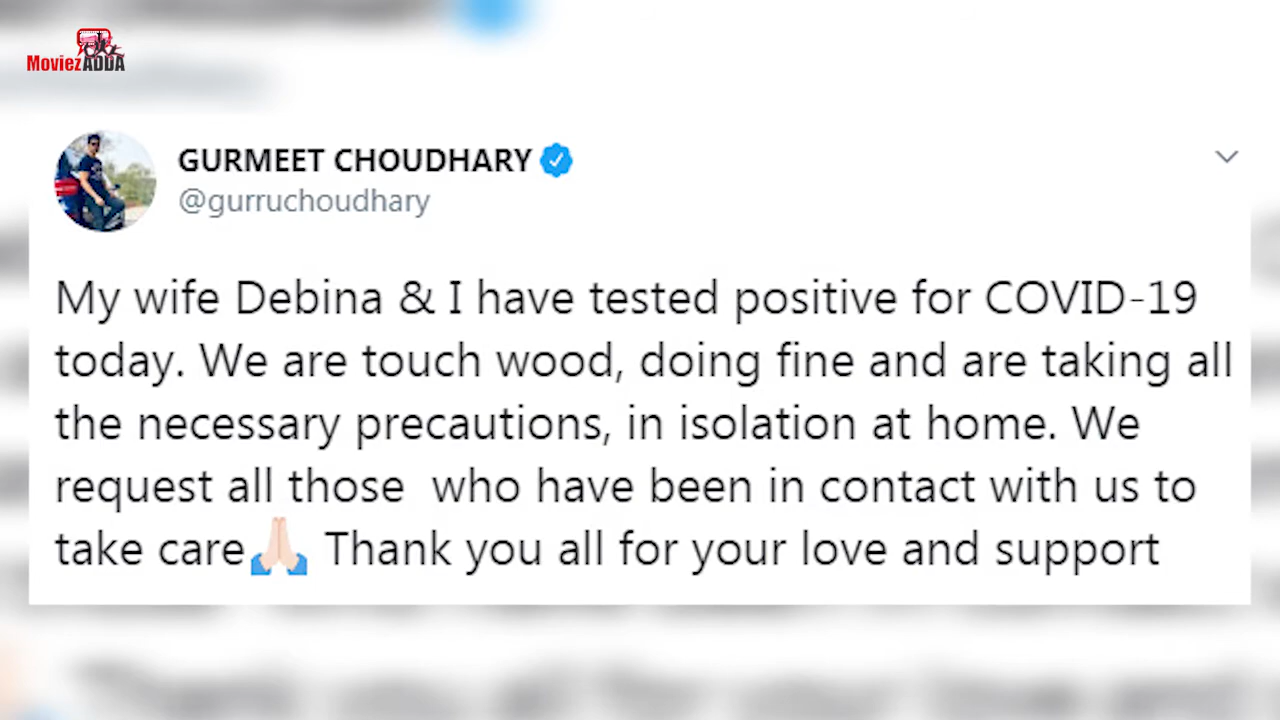 MoviezADDA
GURMEET CHOUDHARY
@gurruchoudhary
My wife Debina & I have tested positive for COVID-19
today. We are touch wood, doing fine and are taking all
the necessary precautions, in isolation at home. We
request all those  who have been in contact with us to
take care🙏🏻 Thank you all for your love and support